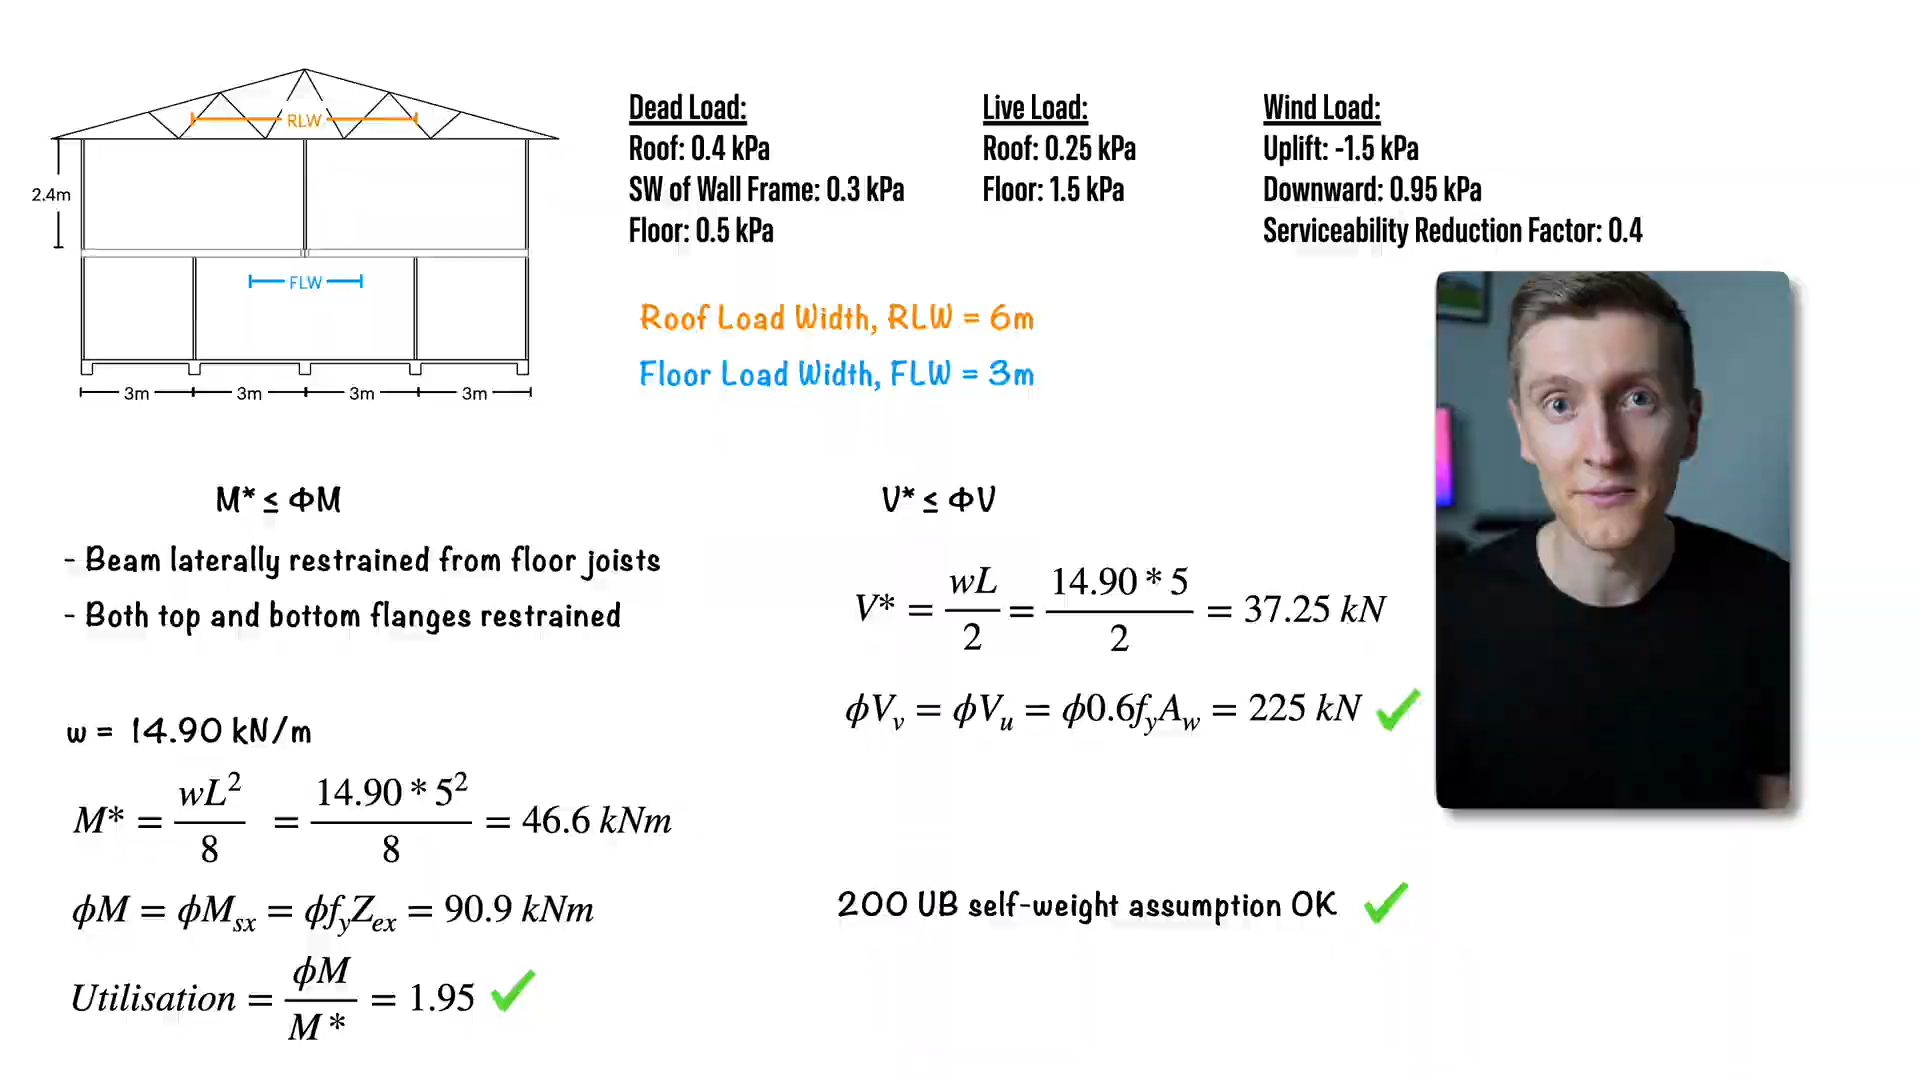 RLW
2.4m
FLW
3m 3m 3m 3m
Dead Load:
Roof: 0.4 kPa
SW of Wall Frame: 0.3 kPa
Floor: 0.5 kPa
Live Load:
Roof: 0.25 kPa
Floor: 1.5 kPa
Wind Load:
Uplift: -1.5 kPa
Downward: 0.95 kPa
Serviceability Reduction Factor: 0.4
Roof Load Width, RLW = 6m
Floor Load Width, FLW = 3m
M* ≤ ΦM
- Beam laterally restrained from floor joists
- Both top and bottom flanges restrained
w = 14.90 kN/m
M* = wL²/8 = 14.90 * 5²/8 = 46.6 kNm
ϕM = ϕM_sx = ϕf_yZ_ex = 90.9 kNm
Utilisation = ϕM/M* = 1.95
V* ≤ ΦV
V* = wL/2 = 14.90 * 5/2 = 37.25 kN
ϕV_v = ϕV_u = ϕ0.6f_yA_w = 225 kN
200 UB self-weight assumption OK